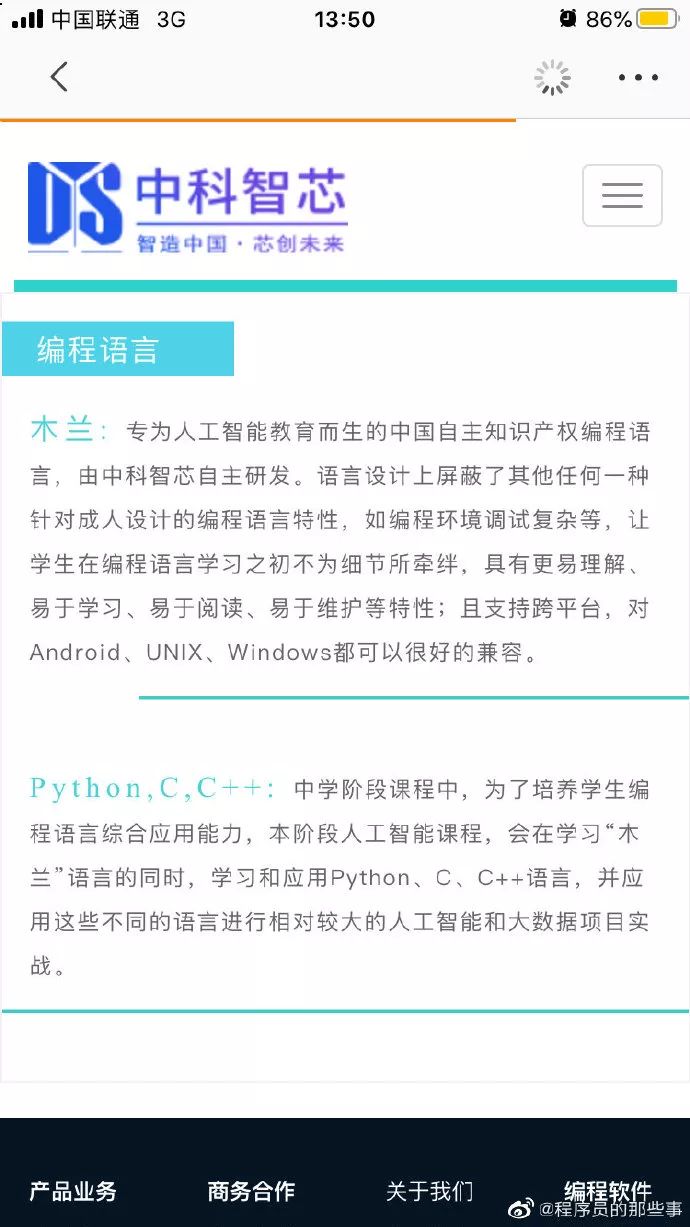 中国联通 3G 13:50 86%
DS 中科智芯
智造中国·芯创未来
编程语言
木兰：专为人工智能教育而生的中国自主知识产权编程语
言，由中科智芯自主研发。语言设计上屏蔽了其他任何一种
针对成人设计的编程语言特性，如编程环境调试复杂等，让
学生在编程语言学习之初不为细节所牵绊，具有更易理解、
易于学习、易于阅读、易于维护等特性；且支持跨平台，对
Android、UNIX、Windows都可以很好的兼容。
Python,C,C++：中学阶段课程中，为了培养学生编
程语言综合应用能力，本阶段人工智能课程，会在学习“木
兰”语言的同时，学习和应用Python、C、C++语言，并应
用这些不同的语言进行相对较大的人工智能和大数据项目实
战。
产品业务 商务合作 关于我们 编程软件
@程序员的那些事